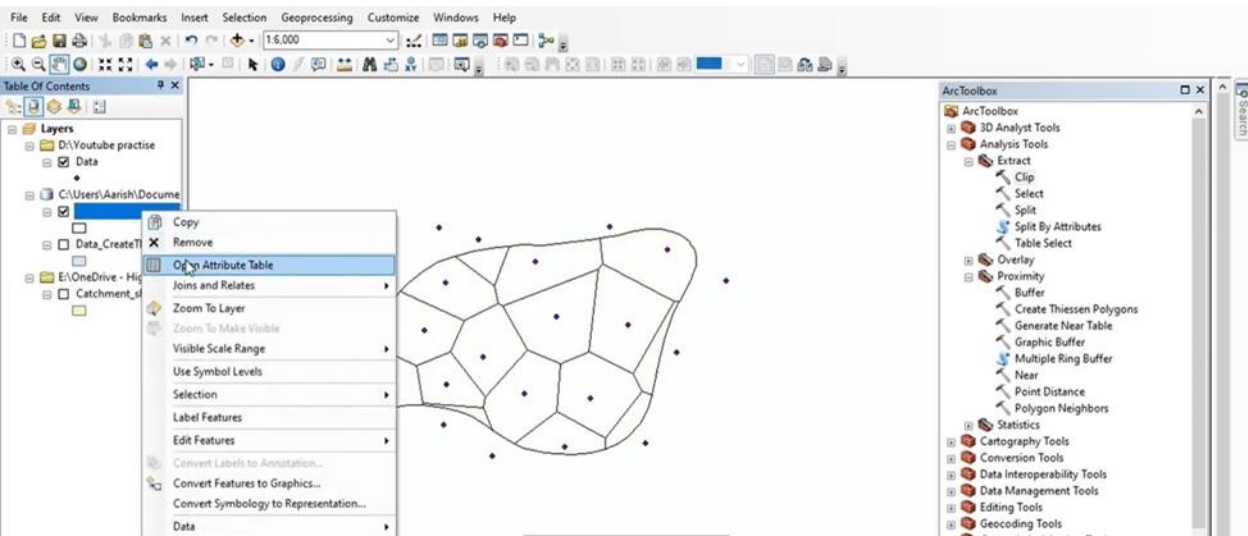 File Edit View Bookmarks Insert Selection Geoprocessing Customize Windows Help
1:6,000
Table Of Contents
Layers
D:\Youtube practise
Data
C:\Users\Aarish\Docume
Data_CreateTh
E:\OneDrive - Hig
Catchment_s
Copy
Remove
Open Attribute Table
Joins and Relates
Zoom To Layer
Zoom To Make Visible
Visible Scale Range
Use Symbol Levels
Selection
Label Features
Edit Features
Convert Labels to Annotation...
Convert Features to Graphics...
Convert Symbology to Representation...
Data
ArcToolbox
ArcToolbox
3D Analyst Tools
Analysis Tools
Extract
Clip
Select
Split
Split By Attributes
Table Select
Overlay
Proximity
Buffer
Create Thiessen Polygons
Generate Near Table
Graphic Buffer
Multiple Ring Buffer
Near
Point Distance
Polygon Neighbors
Statistics
Cartography Tools
Conversion Tools
Data Interoperability Tools
Data Management Tools
Editing Tools
Geocoding Tools
Search